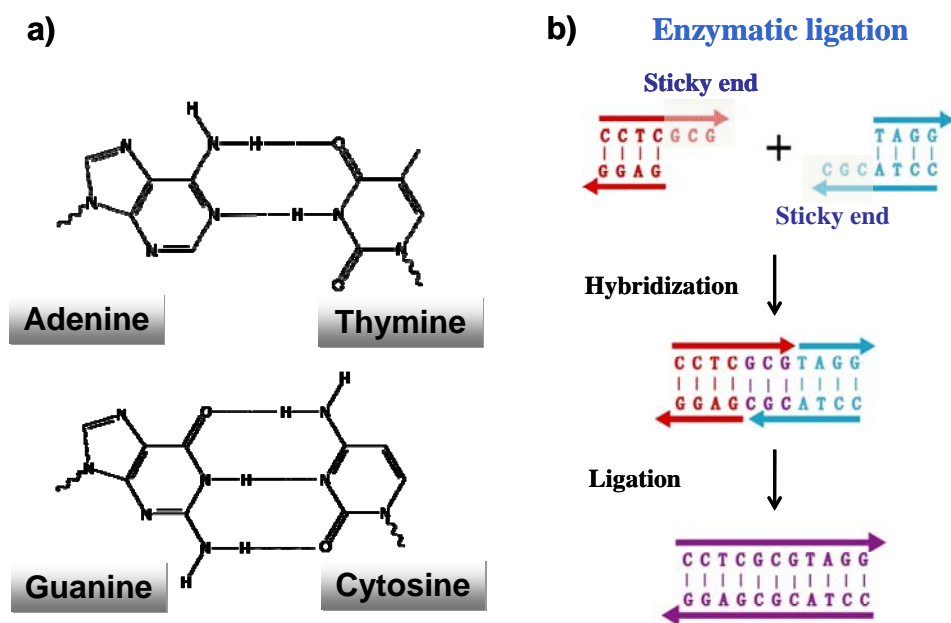 a)
H
N H O
N
N
N H N
N
N
O
Adenine
Thymine
H
O H N
N
N
N H N
N
N
N H O
H
Guanine
Cytosine
b)
Enzymatic ligation
Sticky end
C C T C G C G
G G A G
+
T A G G
C G C A T C C
Sticky end
Hybridization
C C T C G C G T A G G
G G A G C G C A T C C
Ligation
C C T C G C G T A G G
G G A G C G C A T C C